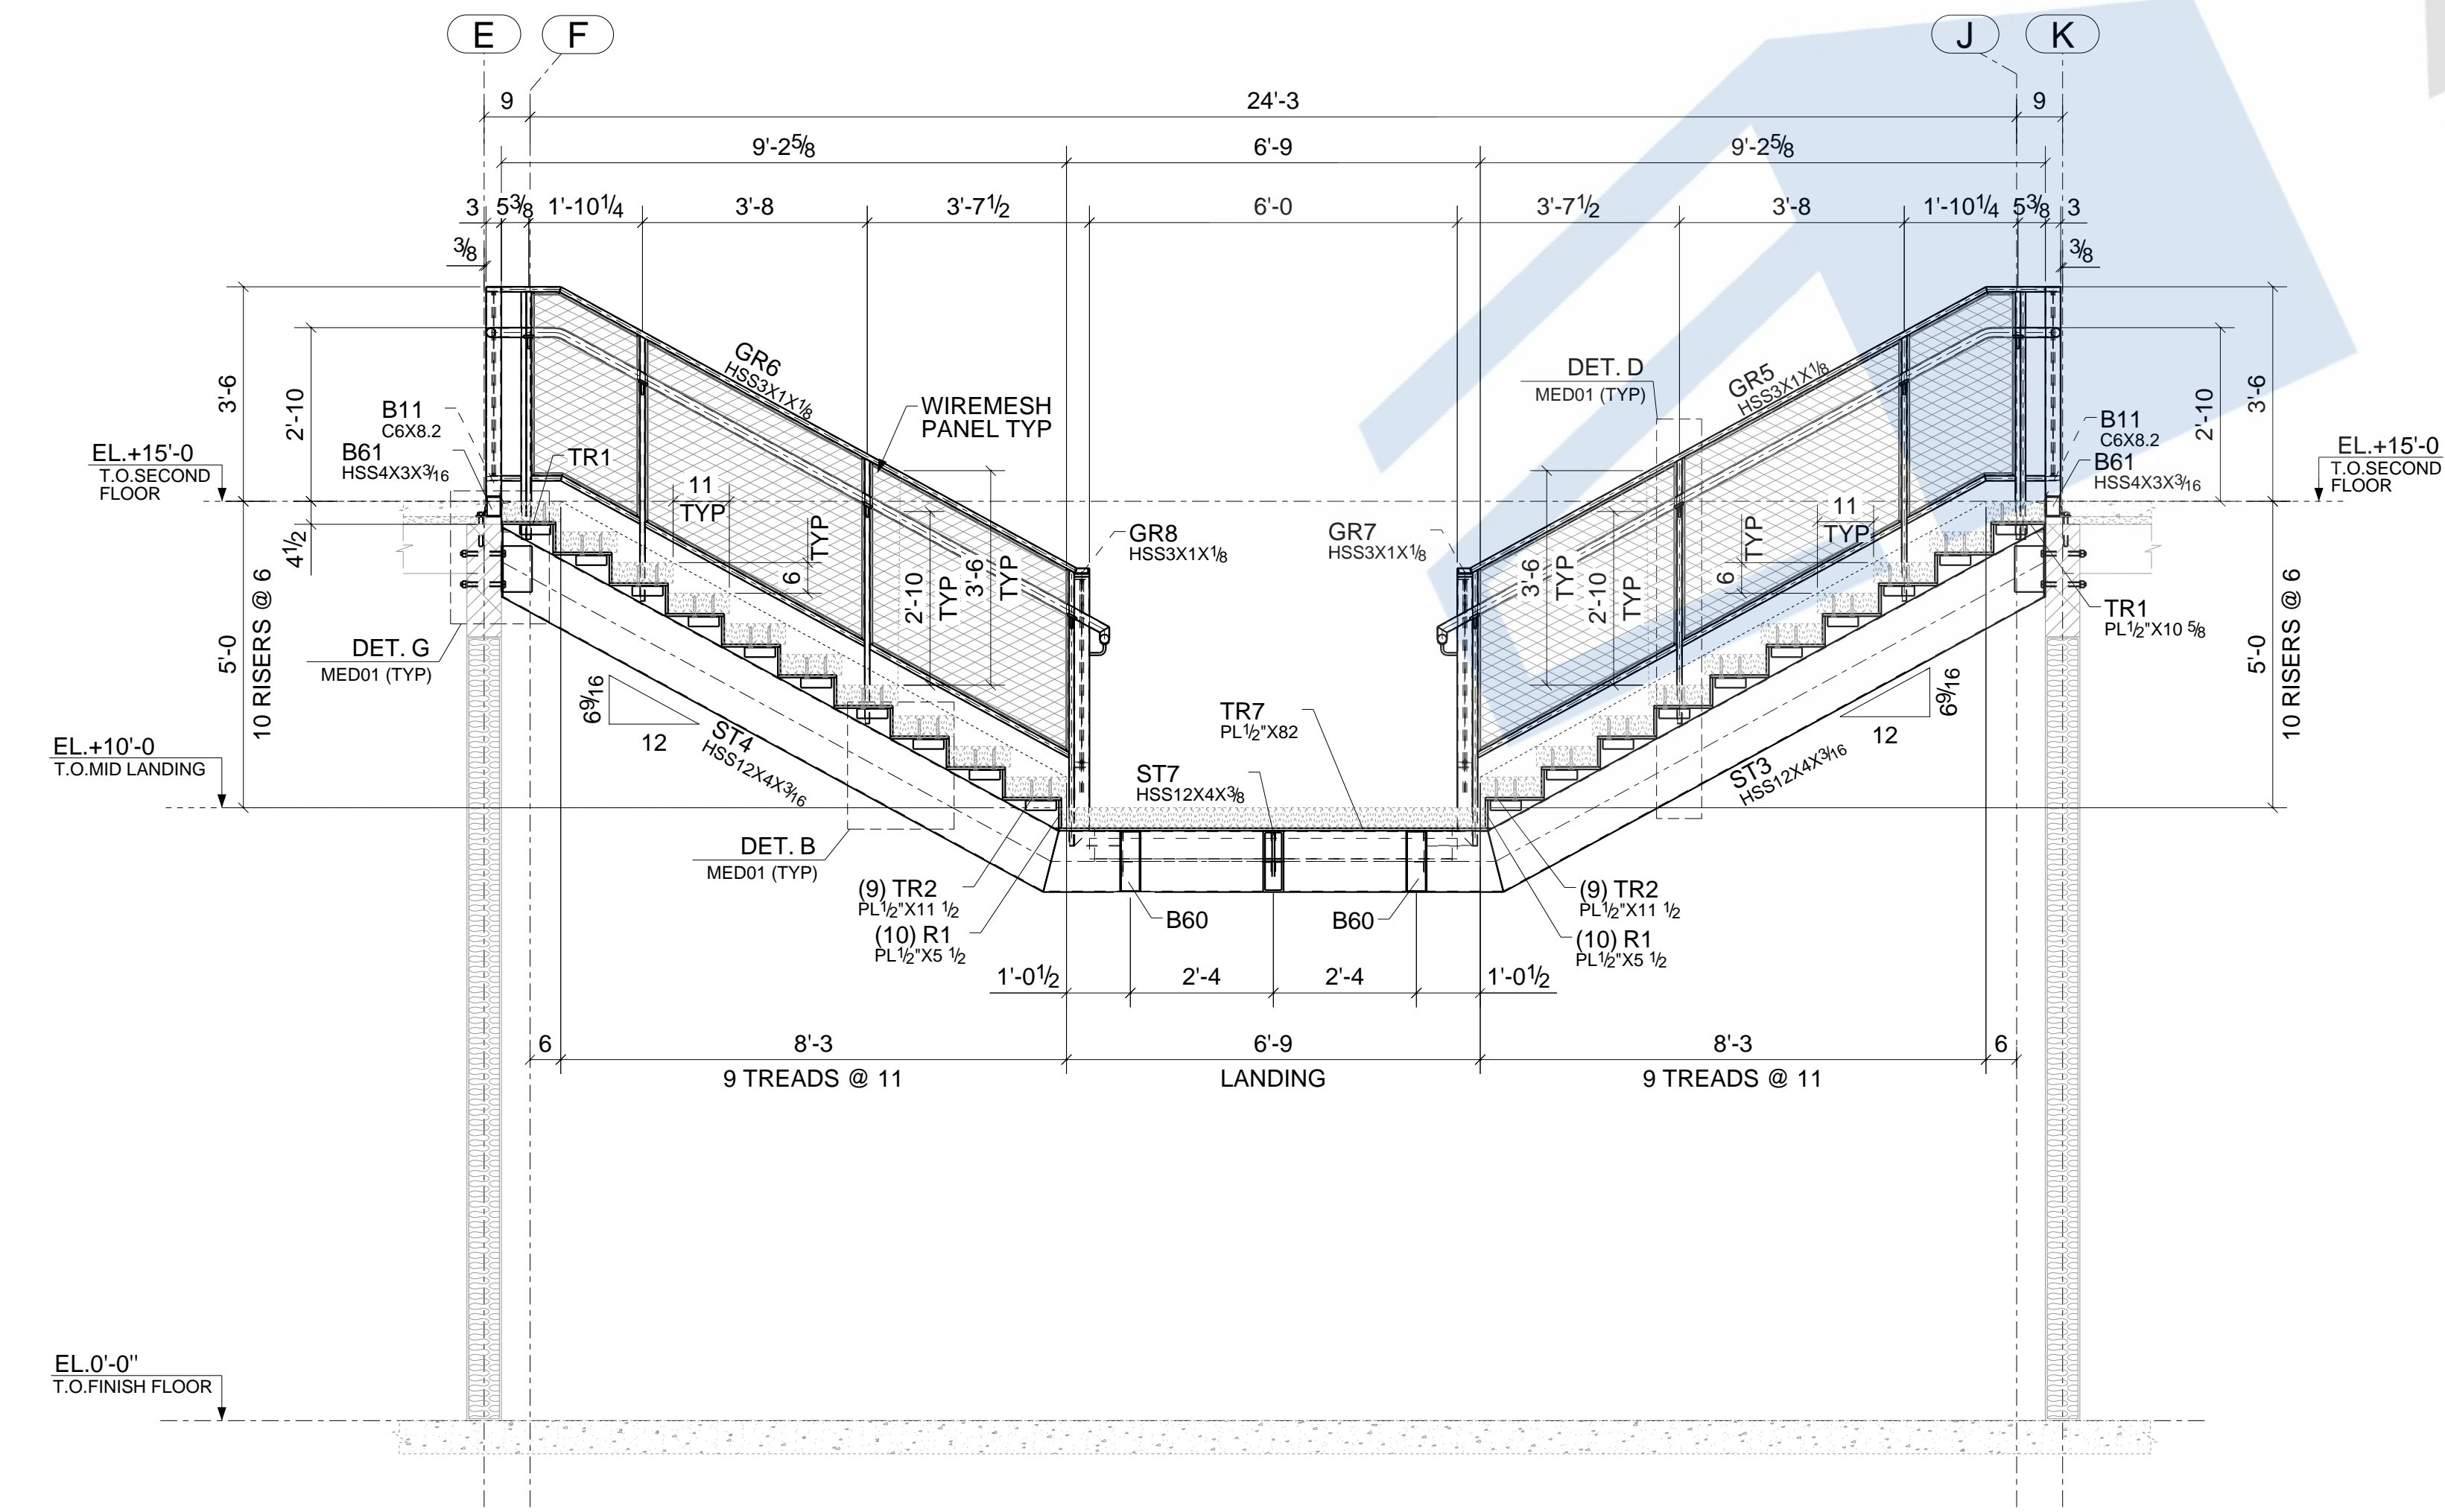 E
F
J
K
9
24'-3
9
9'-2 5/8
6'-9
9'-2 5/8
3
5 3/8
1'-10 1/4
3'-8
3'-7 1/2
6'-0
3'-7 1/2
3'-8
1'-10 1/4
5 3/8
3
3/8
3/8
3'-6
2'-10
B11
C6X8.2
B61
HSS4X3X3/16
EL.+15'-0
T.O.SECOND
FLOOR
TR1
GR6
HSS3X1X1/8
WIREMESH
PANEL TYP
11
TYP
TYP
6
2'-10
TYP
3'-6
TYP
GR8
HSS3X1X1/8
GR7
HSS3X1X1/8
DET. D
MED01 (TYP)
GR5
HSS3X1X1/8
3'-6
TYP
2'-10
TYP
TYP
6
11
TYP
2'-10
3'-6
B11
C6X8.2
B61
HSS4X3X3/16
EL.+15'-0
T.O.SECOND
FLOOR
4 1/2
5'-0
10 RISERS @ 6
DET. G
MED01 (TYP)
6 9/16
12
ST4
HSS12X4X3/16
TR1
PL1/2"X10 5/8
5'-0
10 RISERS @ 6
6 9/16
12
ST3
HSS12X4X3/16
EL.+10'-0
T.O.MID LANDING
TR7
PL1/2"X82
ST7
HSS12X4X3/8
DET. B
MED01 (TYP)
(9) TR2
PL1/2"X11 1/2
(10) R1
PL1/2"X5 1/2
B60
B60
(9) TR2
PL1/2"X11 1/2
(10) R1
PL1/2"X5 1/2
1'-0 1/2
2'-4
2'-4
1'-0 1/2
6
8'-3
6'-9
8'-3
6
9 TREADS @ 11
LANDING
9 TREADS @ 11
EL.0'-0"
T.O.FINISH FLOOR